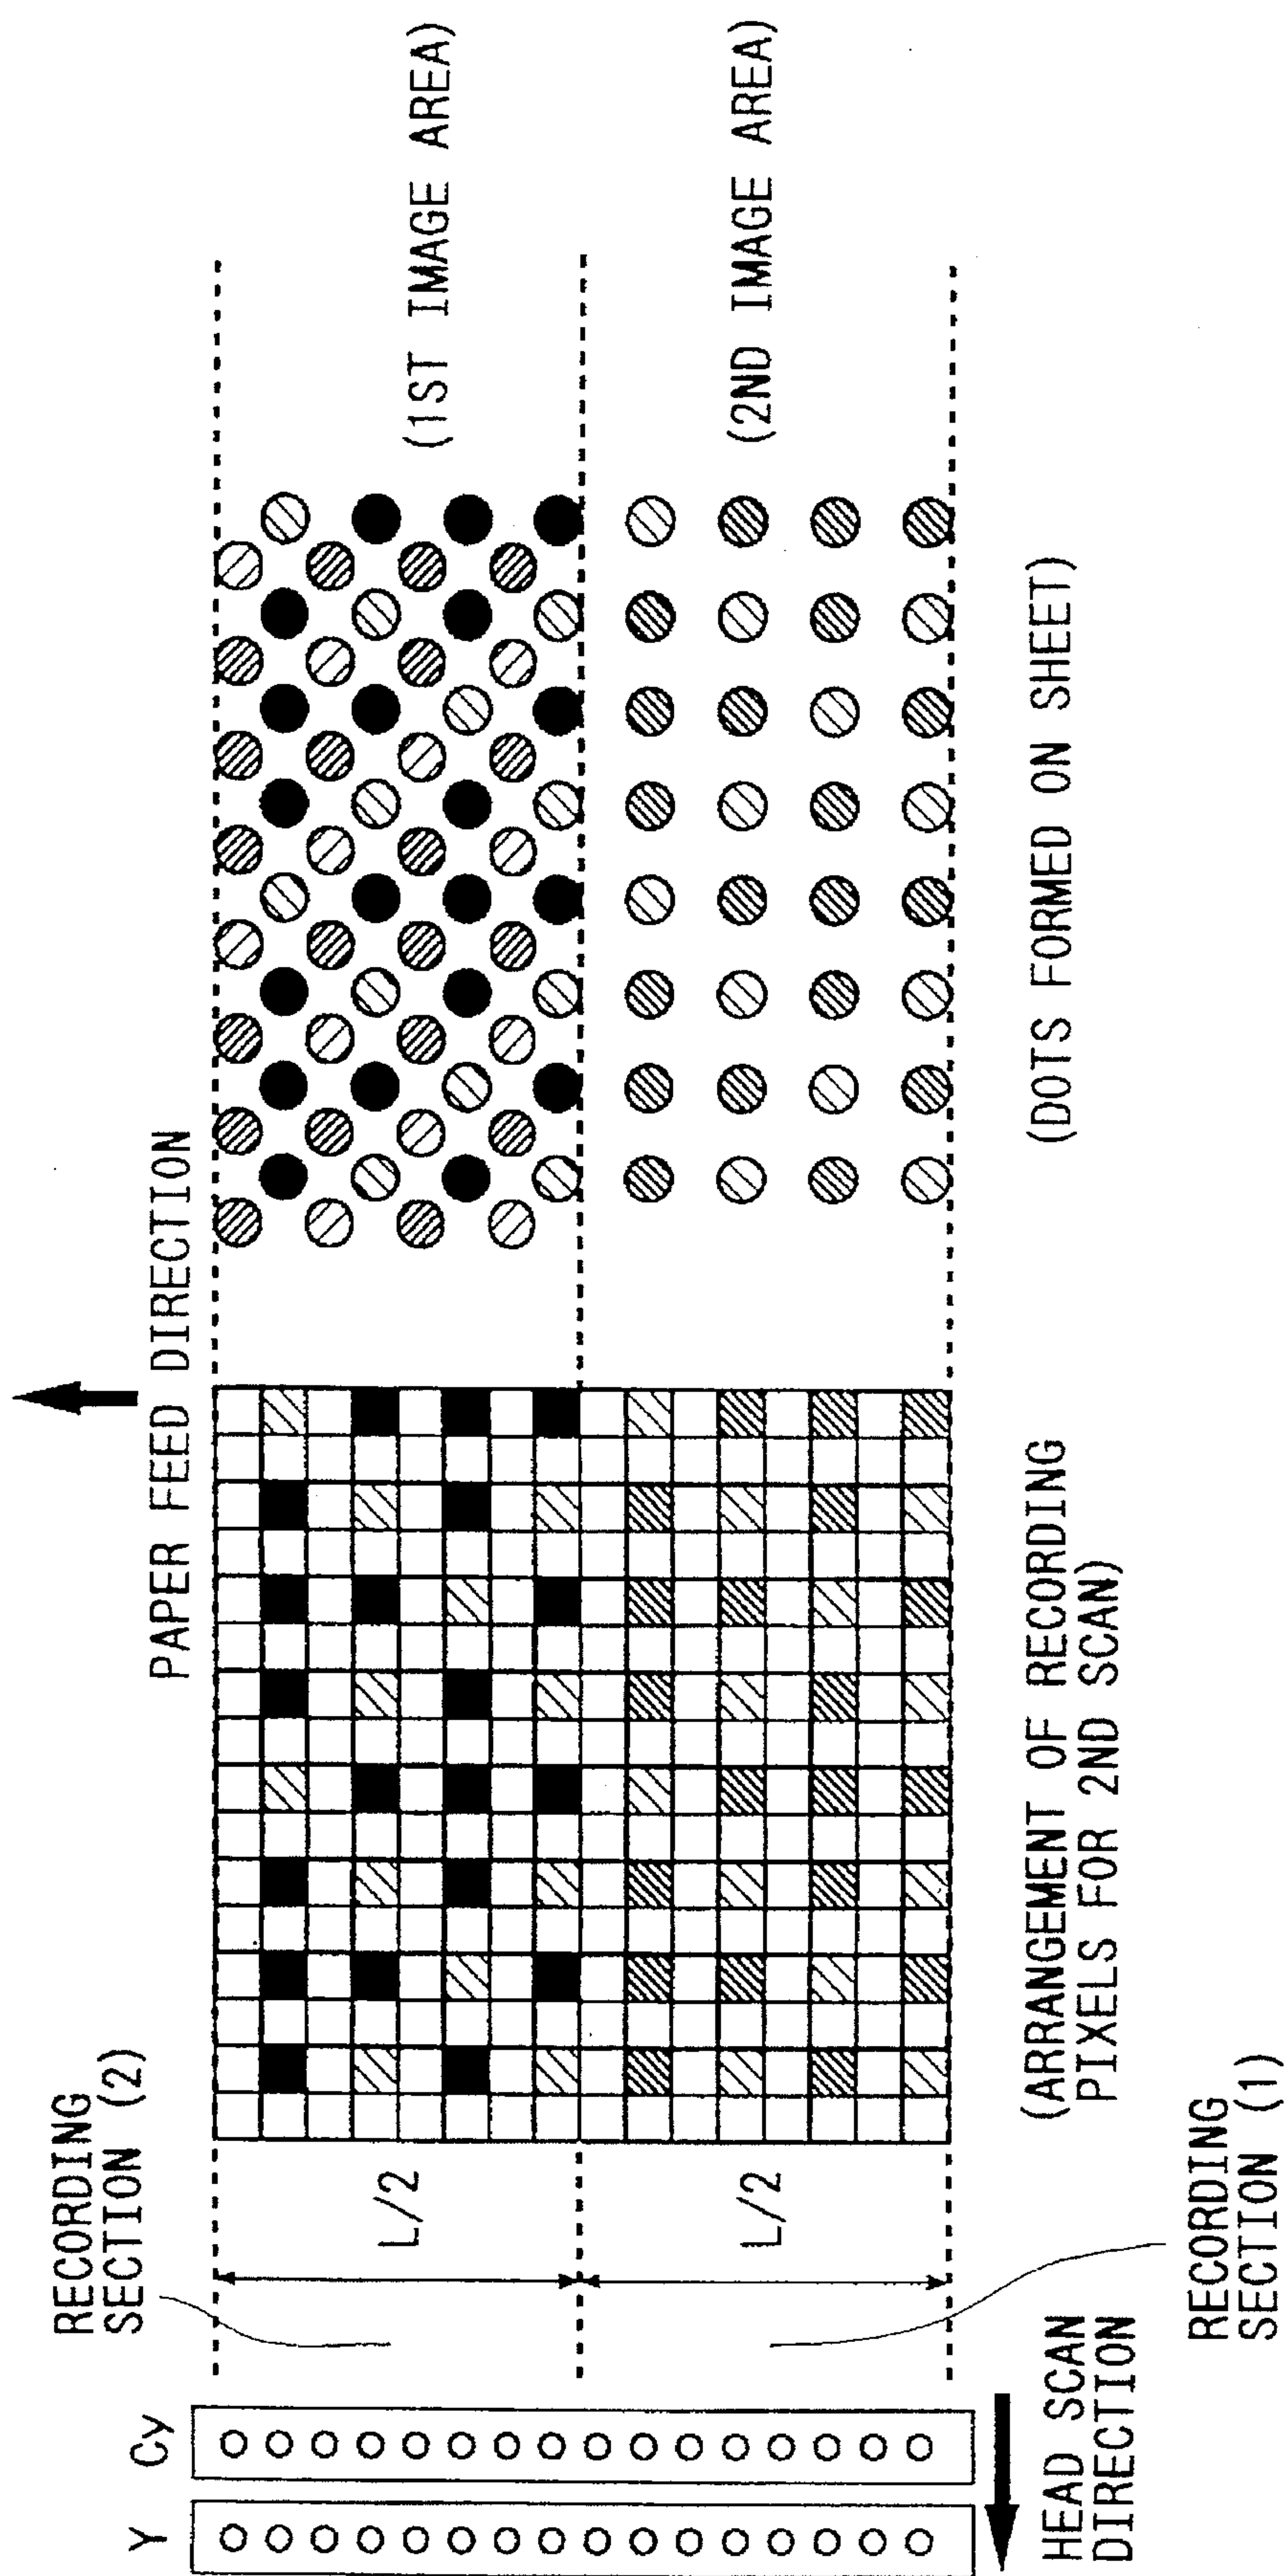 Y
Cy
HEAD SCAN
DIRECTION
RECORDING
SECTION (2)
RECORDING
SECTION (1)
L/2
L/2
PAPER FEED DIRECTION
(ARRANGEMENT OF RECORDING
PIXELS FOR 2ND SCAN)
(DOTS FORMED ON SHEET)
(1ST IMAGE AREA)
(2ND IMAGE AREA)